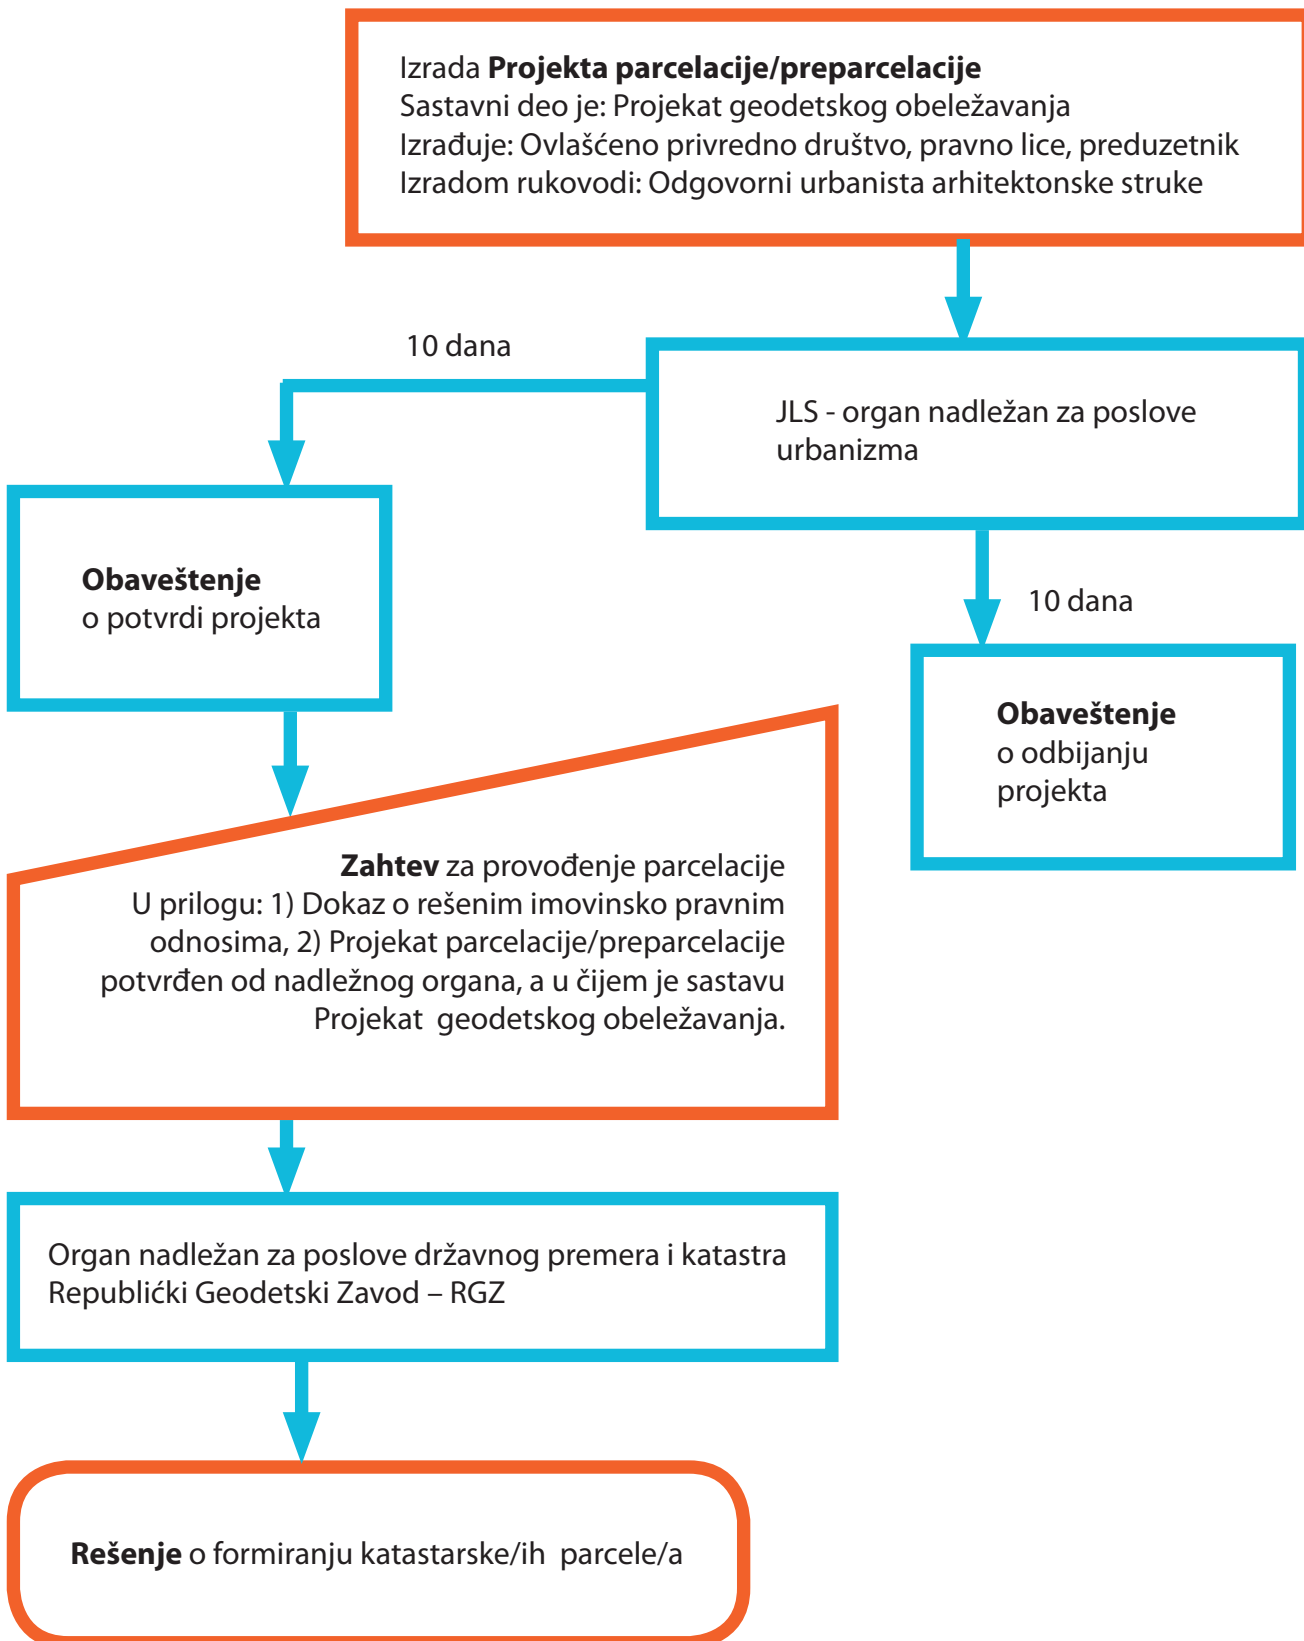 Izrada Projekta parcelacije/preparcelacije
Sastavni deo je: Projekat geodetskog obeležavanja
Izrađuje: Ovlašćeno privredno društvo, pravno lice, preduzetnik
Izradom rukovodi: Odgovorni urbanista arhitektonske struke
10 dana
JLS - organ nadležan za poslove
urbanizma
Obaveštenje
o potvrdi projekta
10 dana
Obaveštenje
o odbijanju
projekta
Zahtev za provođenje parcelacije
U prilogu: 1) Dokaz o rešenim imovinsko pravnim
odnosima, 2) Projekat parcelacije/preparcelacije
potvrđen od nadležnog organa, a u čijem je sastavu
Projekat  geodetskog obeležavanja.
Organ nadležan za poslove državnog premera i katastra
Republićki Geodetski Zavod – RGZ
Rešenje o formiranju katastarske/ih  parcele/a